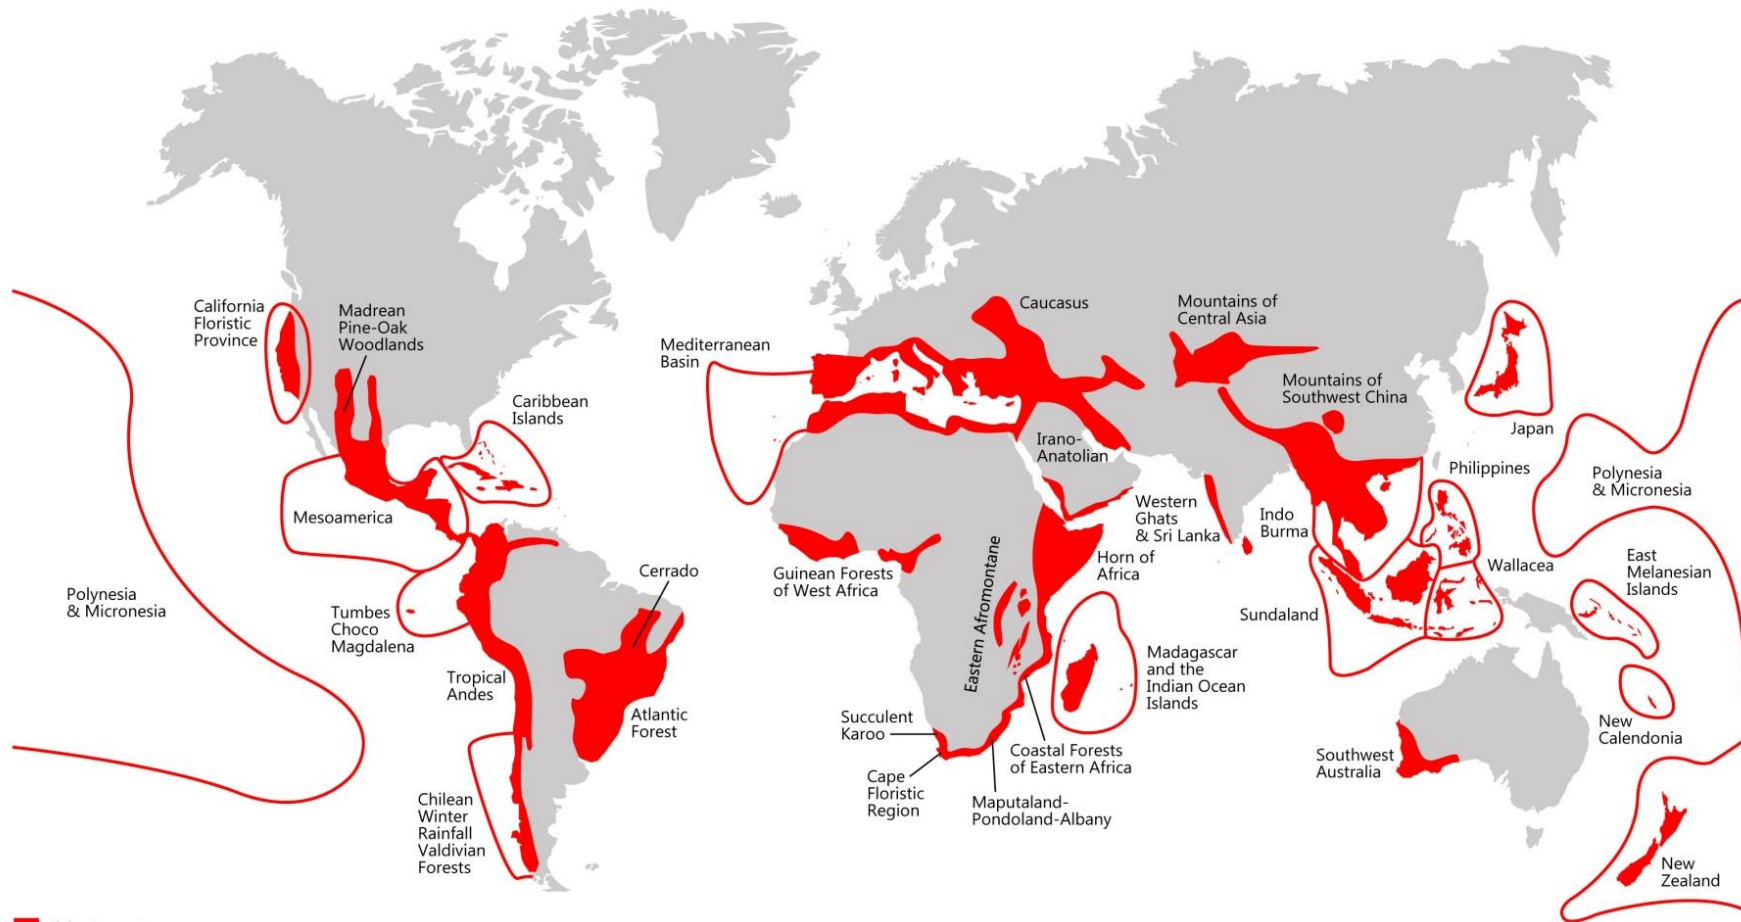 California
Floristic
Province
Madrean
Pine-Oak
Woodlands
Caribbean
Islands
Mesoamerica
Polynesia
& Micronesia
Tumbes
Choco
Magdalena
Tropical
Andes
Cerrado
Atlantic
Forest
Chilean
Winter
Rainfall
Valdivian
Forests
Mediterranean
Basin
Caucasus
Mountains of
Central Asia
Mountains of
Southwest China
Irano-
Anatolian
Western
Ghats
& Sri Lanka
Indo
Burma
Japan
Philippines
Polynesia
& Micronesia
Guinean Forests
of West Africa
Horn of
Africa
Eastern Afromontane
Sundaland
Wallacea
East
Melanesian
Islands
Madagascar
and the
Indian Ocean
Islands
Succulent
Karoo
Cape
Floristic
Region
Coastal Forests
of Eastern Africa
Maputaland-
Pondoland-Albany
Southwest
Australia
New
Calendonia
New
Zealand